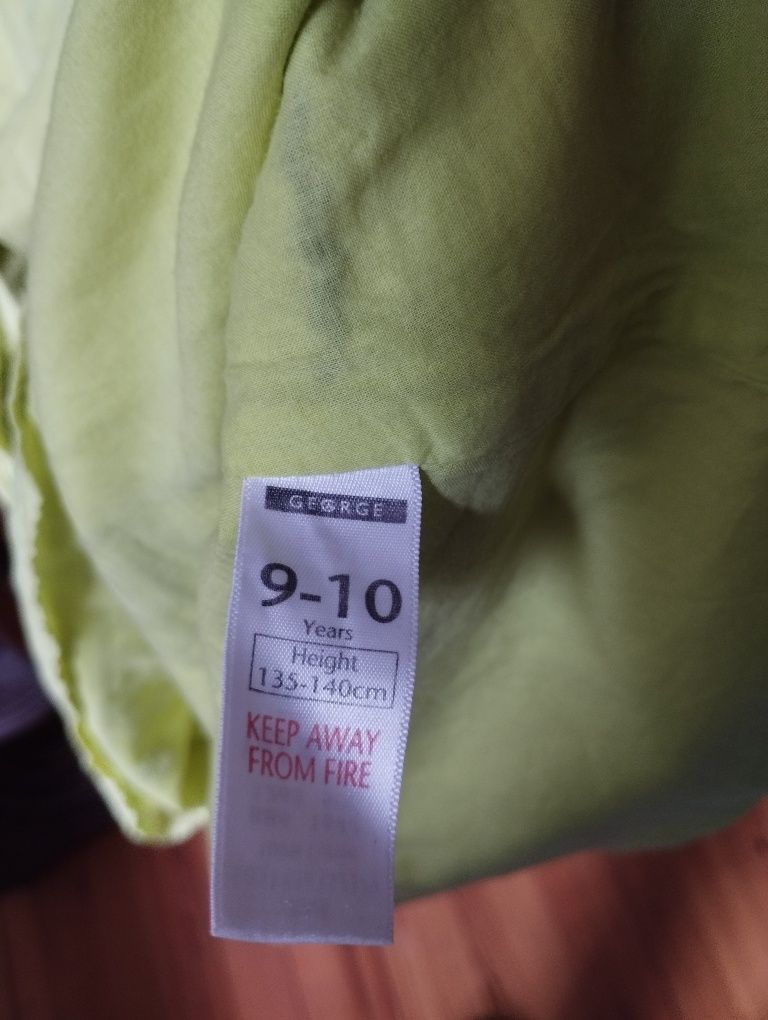 GEORGE
9-10
Years
Height
135-140cm
KEEP AWAY
FROM FIRE